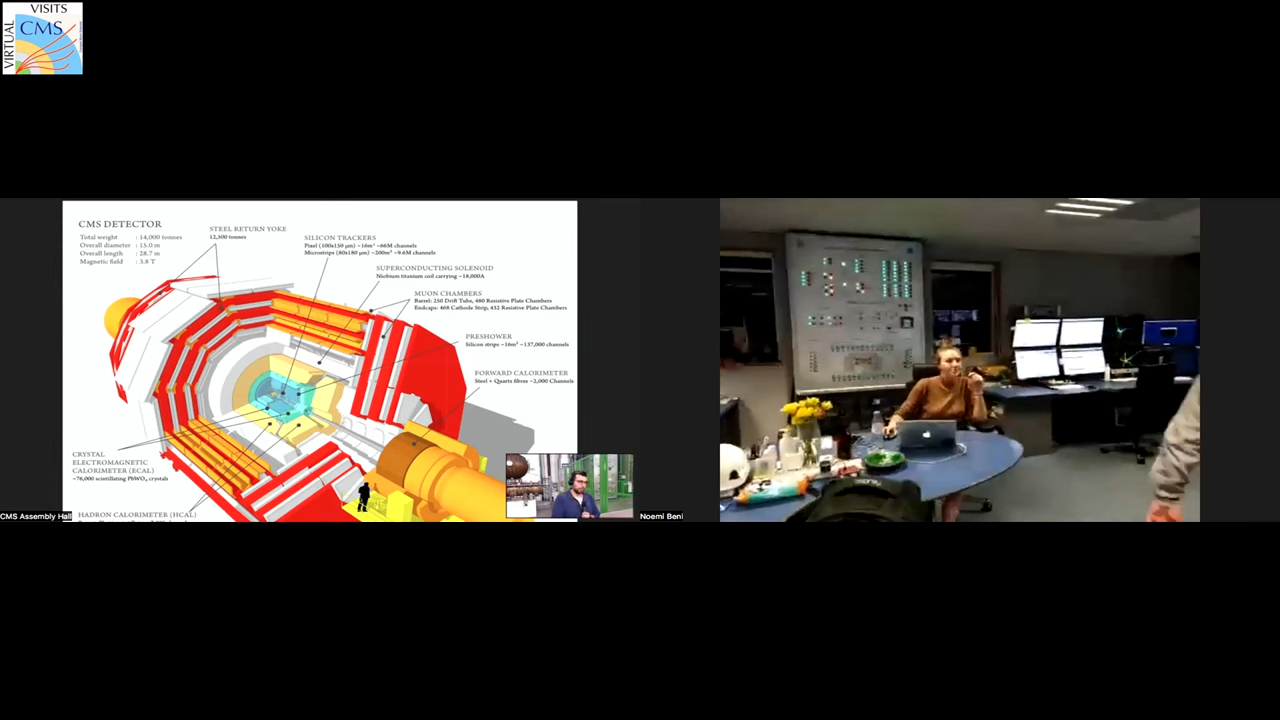 VISITS
CMS
VIRTUAL
CMS DETECTOR
Total weight : 14,000 tonnes
Overall diameter : 15.0 m
Overall length : 28.7 m
Magnetic field : 3.8 T
STEEL RETURN YOKE
12,500 tonnes
SILICON TRACKERS
Pixel (100x150 μm) ~16m² ~66M channels
Microstrips (80x180 μm) ~200m² ~9.6M channels
SUPERCONDUCTING SOLENOID
Niobium titanium coil carrying ~18,000A
MUON CHAMBERS
Barrel: 250 Drift Tubes, 480 Resistive Plate Chambers
Endcaps: 468 Cathode Strip, 432 Resistive Plate Chambers
PRESHOWER
Silicon strips ~16m² ~137,000 channels
FORWARD CALORIMETER
Steel + Quartz fibres ~2,000 Channels
CRYSTAL
ELECTROMAGNETIC
CALORIMETER (ECAL)
~76,000 scintillating PbWO₄ crystals
HADRON CALORIMETER (HCAL)
CMS Assembly Hall
Noemi Beni